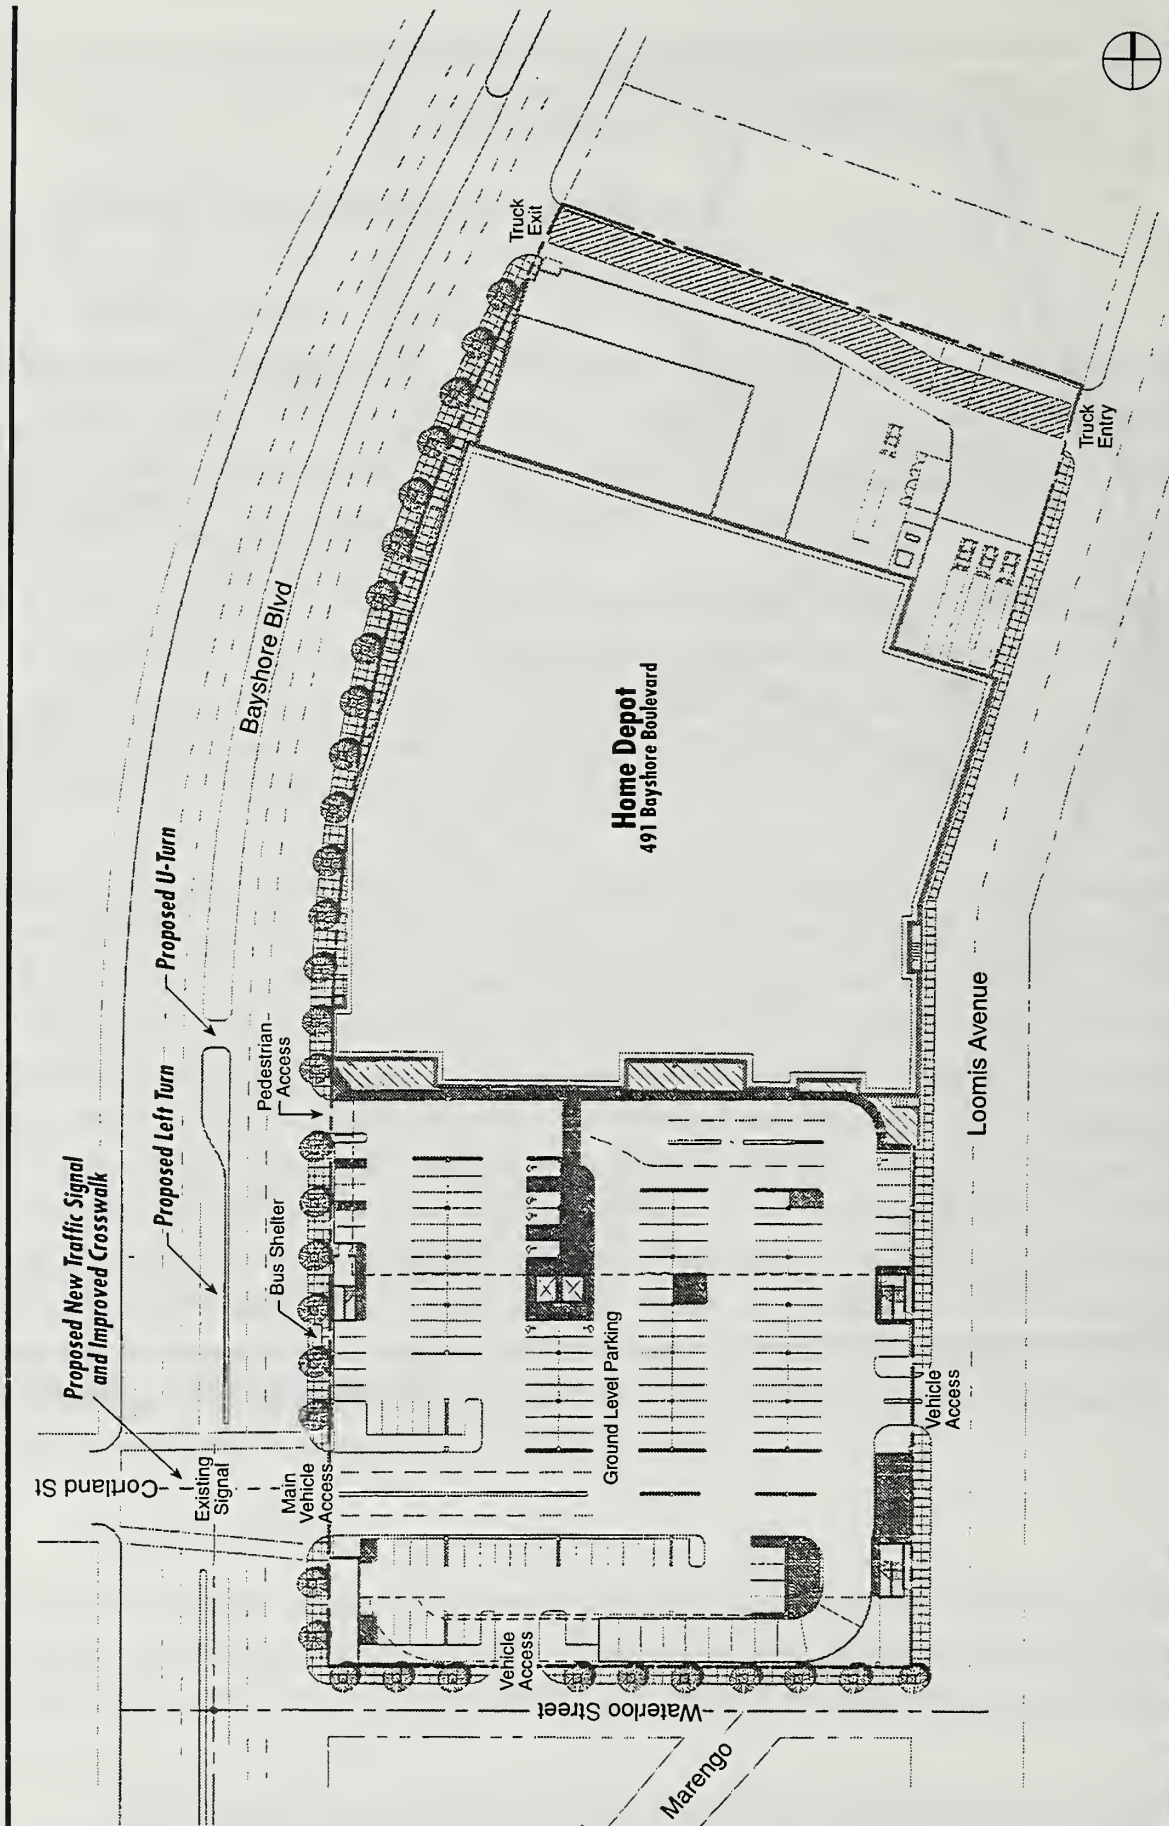 Proposed New Traffic Signal
and Improved Crosswalk
Proposed Left Turn
Proposed U-Turn
Bayshore Blvd
Truck
Exit
Cortland St
Existing
Signal
Main
Vehicle
Access
Bus Shelter
Pedestrian
Access
Home Depot
491 Bayshore Boulevard
Ground Level Parking
Truck
Entry
Vehicle
Access
Vehicle
Access
Loomis Avenue
Waterloo Street
Marengo